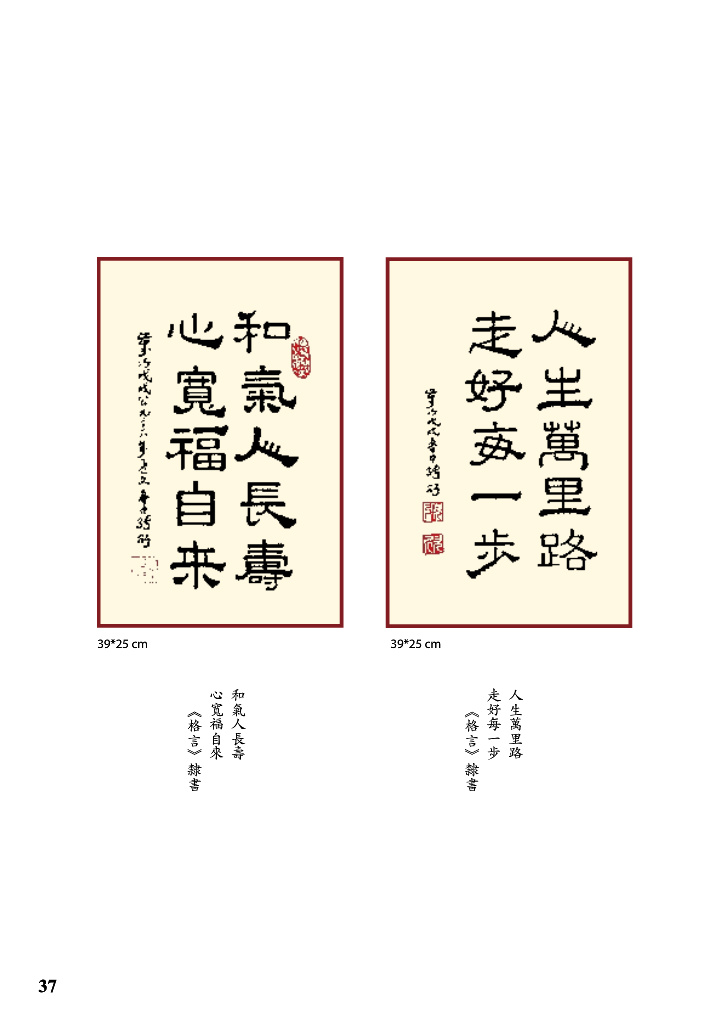 人生萬里路
走好每一步
39*25 cm
人生萬里路
走好每一步
《格言》隸書
和氣人長壽
心寬福自来
39*25 cm
和氣人長壽
心寬福自來
《格言》隸書
37